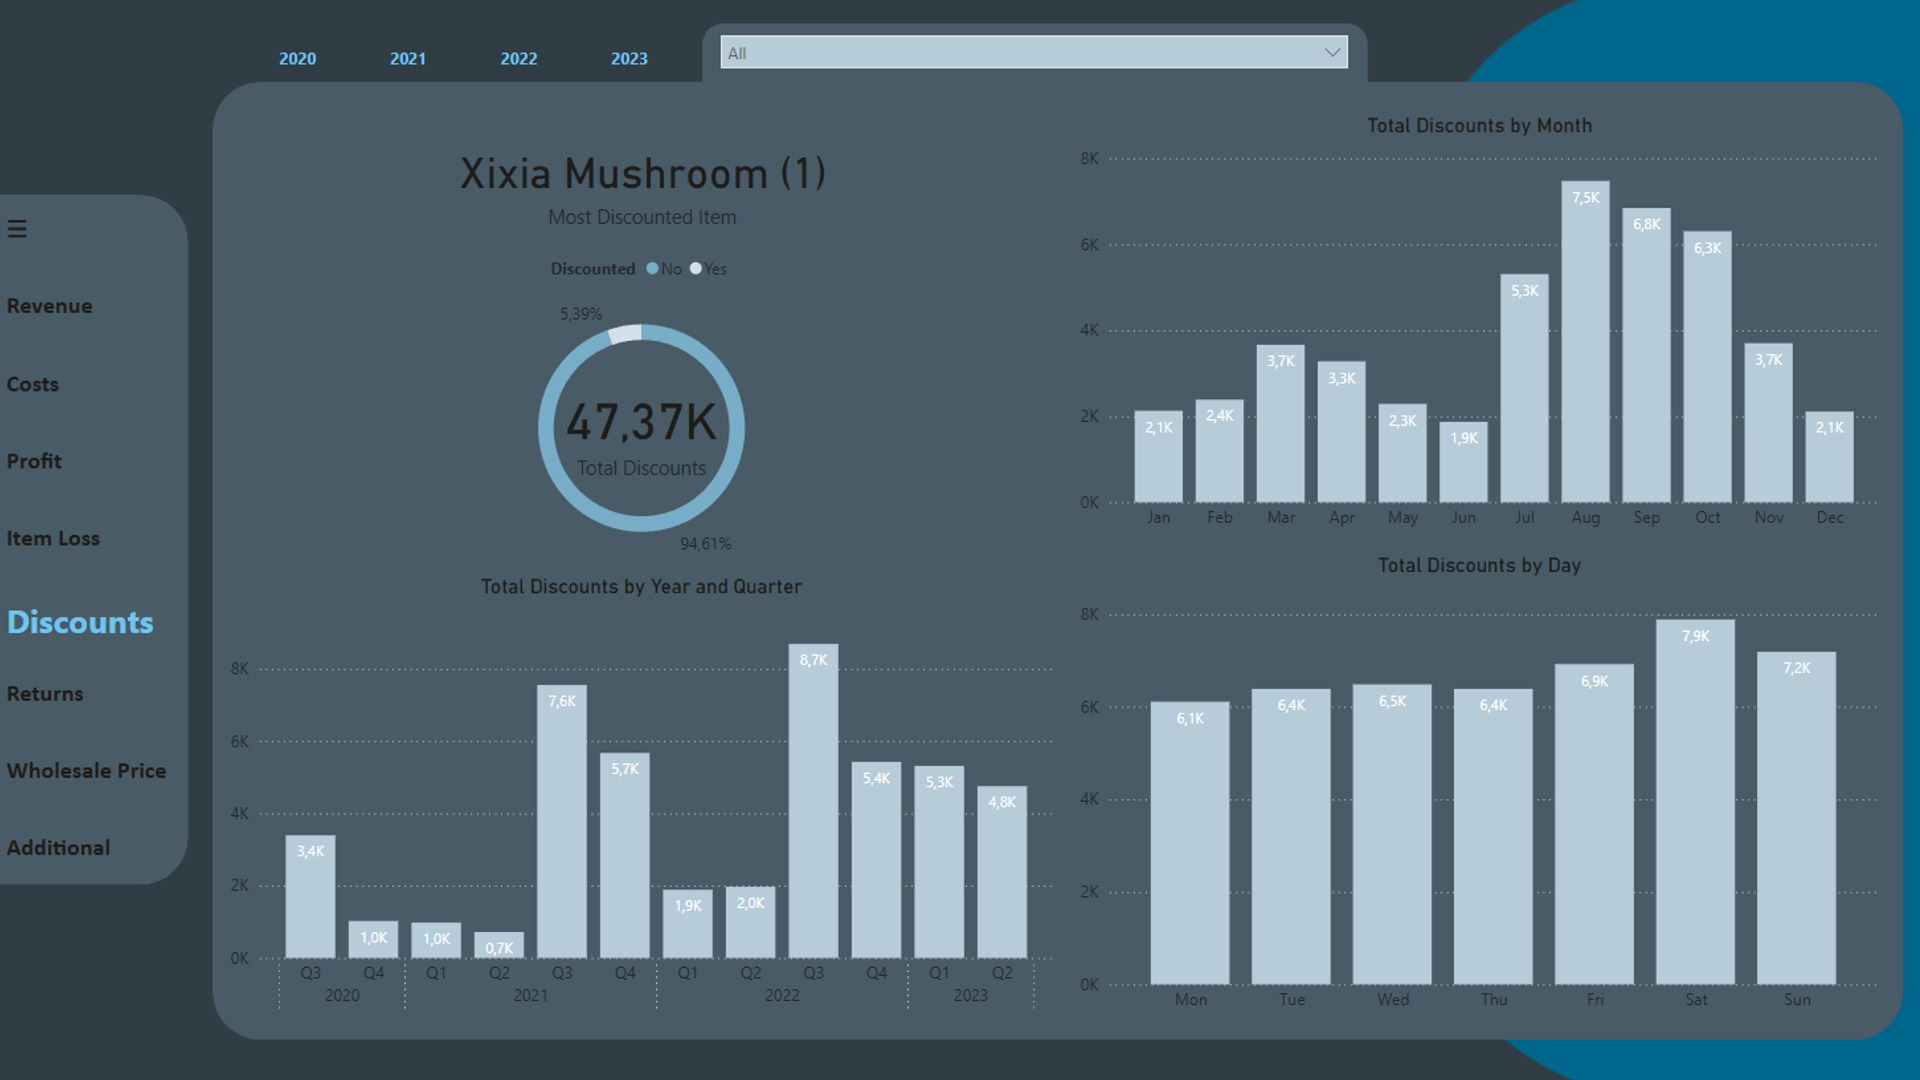 2020 2021 2022 2023
All
Revenue
Costs
Profit
Item Loss
Discounts
Returns
Wholesale Price
Additional
Xixia Mushroom (1)
Most Discounted Item
Discounted No Yes
5,39%
47,37K
Total Discounts
94,61%
Total Discounts by Year and Quarter
8K
6K
4K
2K
0K
3,4K 1,0K 1,0K 0,7K 7,6K 5,7K 1,9K 2,0K 8,7K 5,4K 5,3K 4,8K
Q3 Q4 Q1 Q2 Q3 Q4 Q1 Q2 Q3 Q4 Q1 Q2
2020 2021 2022 2023
Total Discounts by Month
8K
6K
4K
2K
0K
2,1K 2,4K 3,7K 3,3K 2,3K 1,9K 5,3K 7,5K 6,8K 6,3K 3,7K 2,1K
Jan Feb Mar Apr May Jun Jul Aug Sep Oct Nov Dec
Total Discounts by Day
8K
6K
4K
2K
0K
6,1K 6,4K 6,5K 6,4K 6,9K 7,9K 7,2K
Mon Tue Wed Thu Fri Sat Sun